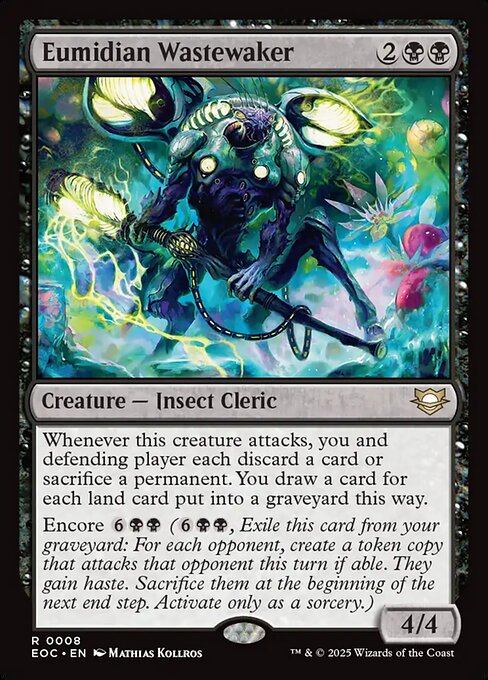 Eumidian Wastewaker 2
Creature — Insect Cleric
Whenever this creature attacks, you and
defending player each discard a card or
sacrifice a permanent. You draw a card for
each land card put into a graveyard this way.
Encore 6 (6, Exile this card from your
graveyard: For each opponent, create a token copy
that attacks that opponent this turn if able. They
gain haste. Sacrifice them at the beginning of the
next end step. Activate only as a sorcery.)
4/4
R 0008
EOC • EN MATHIAS KOLLROS
™ & © 2025 Wizards of the Coast